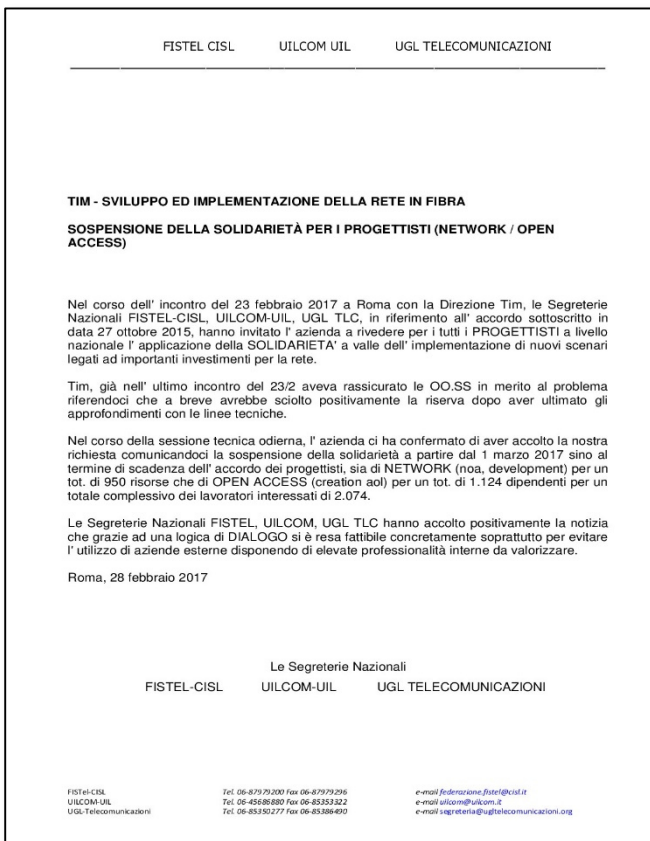 FISTEL CISL UILCOM UIL UGL TELECOMUNICAZIONI
TIM - SVILUPPO ED IMPLEMENTAZIONE DELLA RETE IN FIBRA
SOSPENSIONE DELLA SOLIDARIETÀ PER I PROGETTISTI (NETWORK / OPEN
ACCESS)
Nel corso dell' incontro del 23 febbraio 2017 a Roma con la Direzione Tim, le Segreterie
Nazionali FISTEL-CISL, UILCOM-UIL, UGL TLC, in riferimento all' accordo sottoscritto in
data 27 ottobre 2015, hanno invitato l' azienda a rivedere per i tutti i PROGETTISTI a livello
nazionale l' applicazione della SOLIDARIETA' a valle dell' implementazione di nuovi scenari
legati ad importanti investimenti per la rete.
Tim, già nell' ultimo incontro del 23/2 aveva rassicurato le OO.SS in merito al problema
riferendoci che a breve avrebbe sciolto positivamente la riserva dopo aver ultimato gli
approfondimenti con le linee tecniche.
Nel corso della sessione tecnica odierna, l' azienda ci ha confermato di aver accolto la nostra
richiesta comunicandoci la sospensione della solidarietà a partire dal 1 marzo 2017 sino al
termine di scadenza dell' accordo dei progettisti, sia di NETWORK (noa, development) per un
tot. di 950 risorse che di OPEN ACCESS (creation aol) per un tot. di 1.124 dipendenti per un
totale complessivo dei lavoratori interessati di 2.074.
Le Segreterie Nazionali FISTEL, UILCOM, UGL TLC hanno accolto positivamente la notizia
che grazie ad una logica di DIALOGO si è resa fattibile concretamente soprattutto per evitare
l' utilizzo di aziende esterne disponendo di elevate professionalità interne da valorizzare.
Roma, 28 febbraio 2017
Le Segreterie Nazionali
FISTEL-CISL UILCOM-UIL UGL TELECOMUNICAZIONI
FISTel-CISL Tel. 06-87979200 Fax 06-87979296 e-mail federazione.fistel@cisl.it
UILCOM-UIL Tel. 06-45686880 Fax 06-85353322 e-mail uilcom@uilcom.it
UGL-Telecomunicazioni Tel. 06-85350277 Fax 06-85386490 e-mail segreteria@ugltelecomunicazioni.org